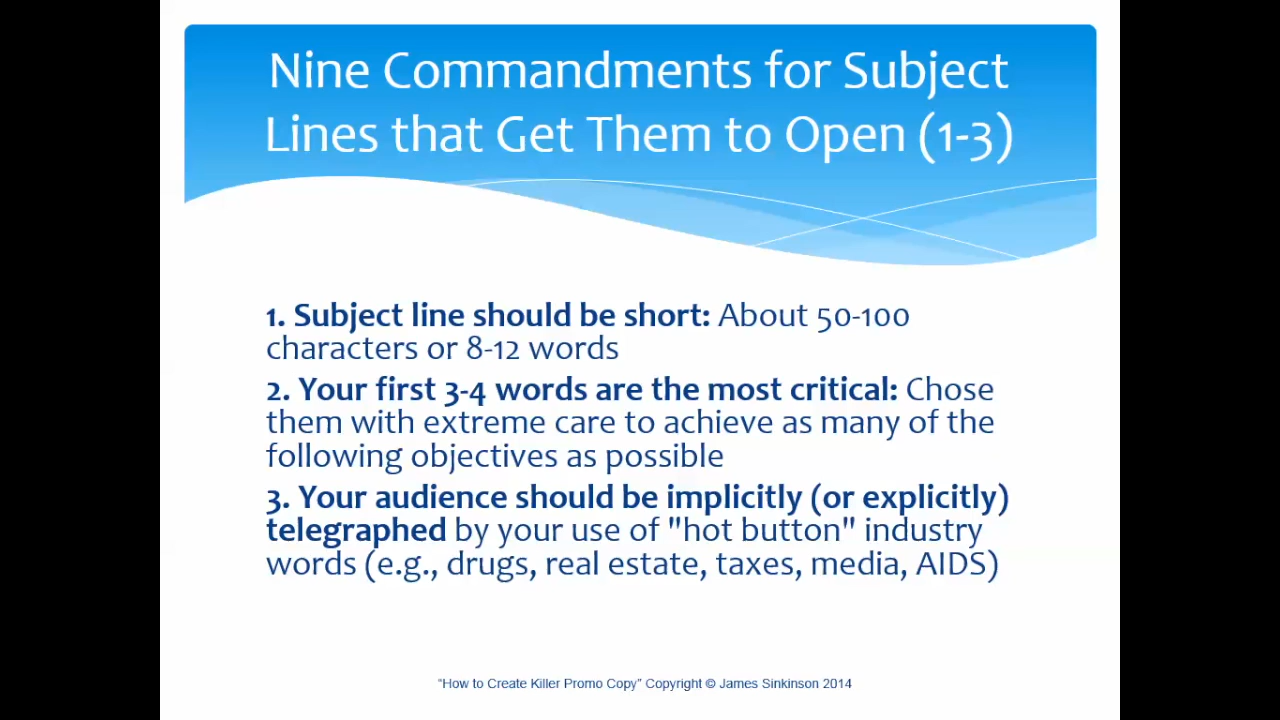 Nine Commandments for Subject
Lines that Get Them to Open (1-3)
1. Subject line should be short: About 50-100
characters or 8-12 words
2. Your first 3-4 words are the most critical: Chose
them with extreme care to achieve as many of the
following objectives as possible
3. Your audience should be implicitly (or explicitly)
telegraphed by your use of "hot button" industry
words (e.g., drugs, real estate, taxes, media, AIDS)
"How to Create Killer Promo Copy" Copyright © James Sinkinson 2014